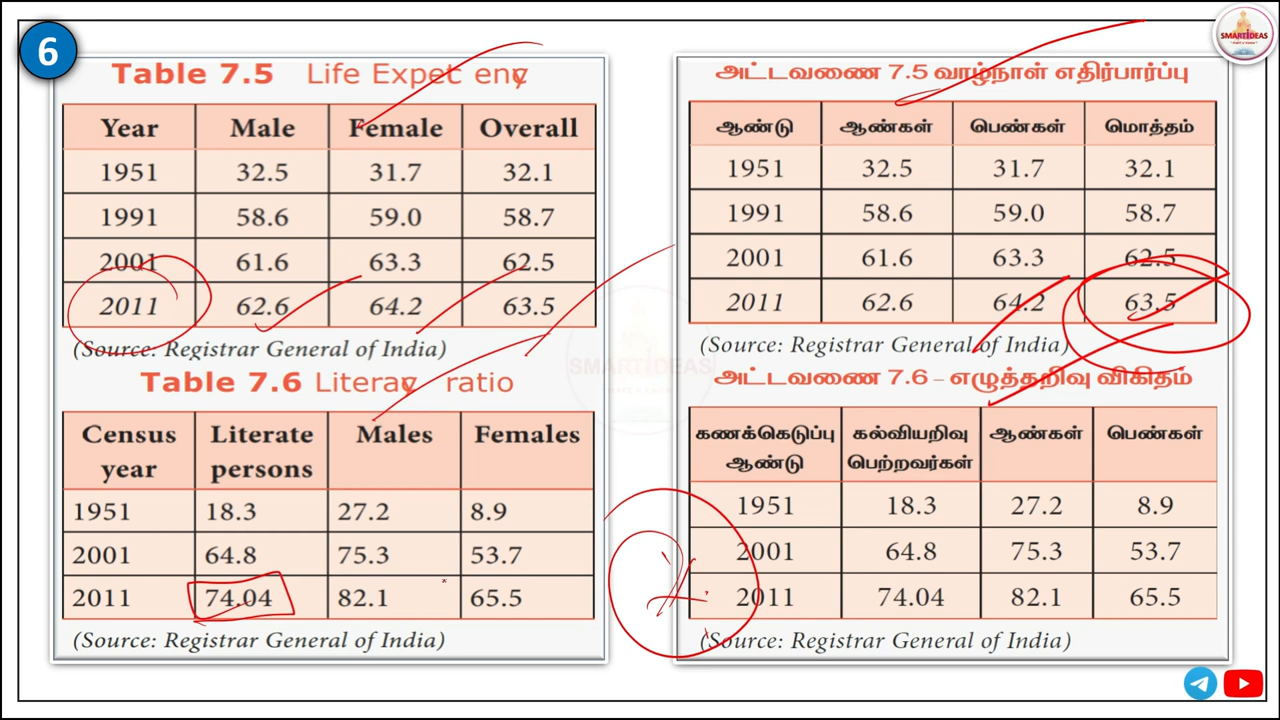 6
SMARTIDEAS
Table 7.5 Life Expectency
Year Male Female Overall
1951 32.5 31.7 32.1
1991 58.6 59.0 58.7
2001 61.6 63.3 62.5
2011 62.6 64.2 63.5
(Source: Registrar General of India)
Table 7.6 Literacy ratio
Census year Literate persons Males Females
1951 18.3 27.2 8.9
2001 64.8 75.3 53.7
2011 74.04 82.1 65.5
(Source: Registrar General of India)
அட்டவணை 7.5 வாழ்நாள் எதிர்பார்ப்பு
ஆண்டு ஆண்கள் பெண்கள் மொத்தம்
1951 32.5 31.7 32.1
1991 58.6 59.0 58.7
2001 61.6 63.3 62.5
2011 62.6 64.2 63.5
(Source: Registrar General of India)
அட்டவணை 7.6 – எழுத்தறிவு விகிதம்
கணக்கெடுப்பு ஆண்டு கல்வியறிவு பெற்றவர்கள் ஆண்கள் பெண்கள்
1951 18.3 27.2 8.9
2001 64.8 75.3 53.7
2011 74.04 82.1 65.5
(Source: Registrar General of India)
SMARTIDEAS